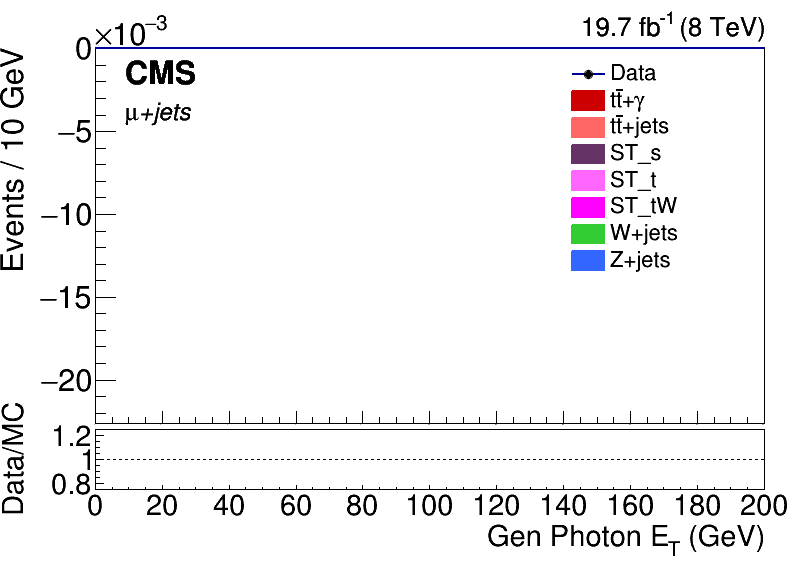 ×10⁻³
19.7 fb⁻¹ (8 TeV)
CMS
μ+jets
Data
tt̄+γ
tt̄+jets
ST_s
ST_t
ST_tW
W+jets
Z+jets
Events / 10 GeV
0
−5
−10
−15
−20
Data/MC
1.2
1
0.8
0 20 40 60 80 100 120 140 160 180 200
Gen Photon E_T (GeV)